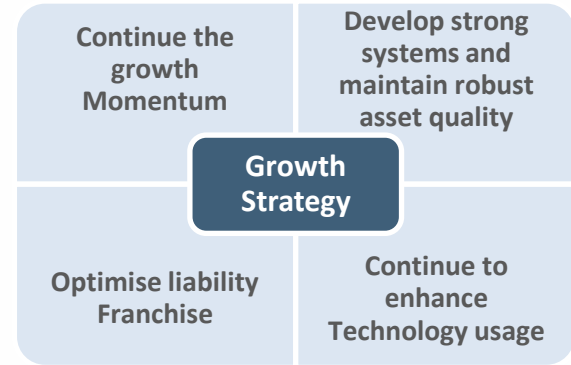 Continue the
growth
Momentum
Develop strong
systems and
maintain robust
asset quality
Growth
Strategy
Optimise liability
Franchise
Continue to
enhance
Technology usage